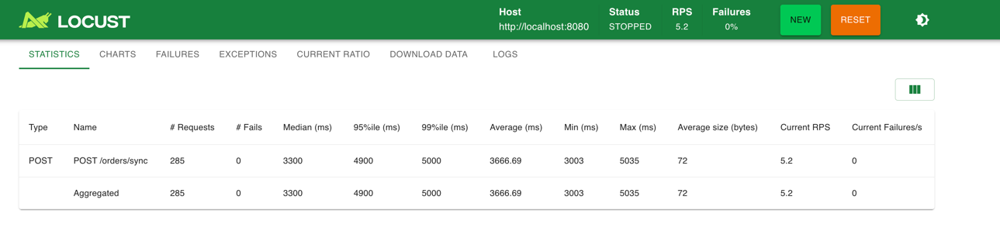 LOCUST
Host Status RPS Failures
http://localhost:8080 STOPPED 5.2 0% NEW RESET
STATISTICS CHARTS FAILURES EXCEPTIONS CURRENT RATIO DOWNLOAD DATA LOGS
Type Name # Requests # Fails Median (ms) 95%ile (ms) 99%ile (ms) Average (ms) Min (ms) Max (ms) Average size (bytes) Current RPS Current Failures/s
POST POST /orders/sync 285 0 3300 4900 5000 3666.69 3003 5035 72 5.2 0
Aggregated 285 0 3300 4900 5000 3666.69 3003 5035 72 5.2 0